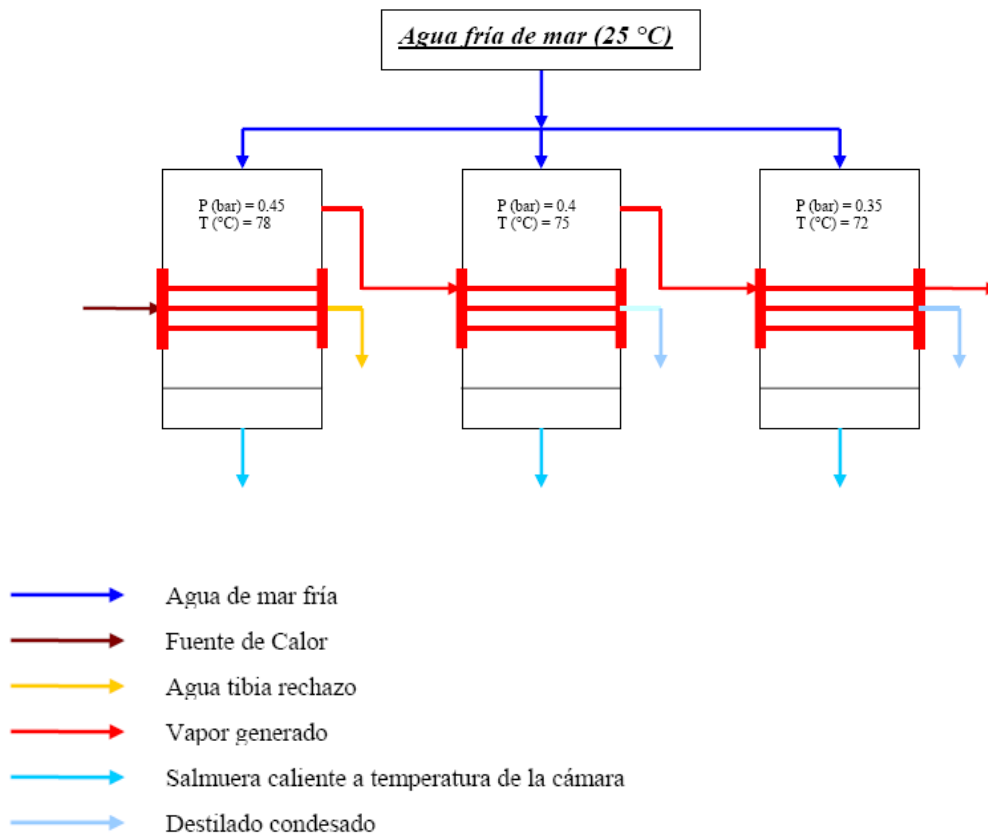 Agua fría de mar (25 °C)
P (bar) = 0.45
T (°C) = 78
P (bar) = 0.4
T (°C) = 75
P (bar) = 0.35
T (°C) = 72
Agua de mar fría
Fuente de Calor
Agua tibia rechazo
Vapor generado
Salmuera caliente a temperatura de la cámara
Destilado condesado